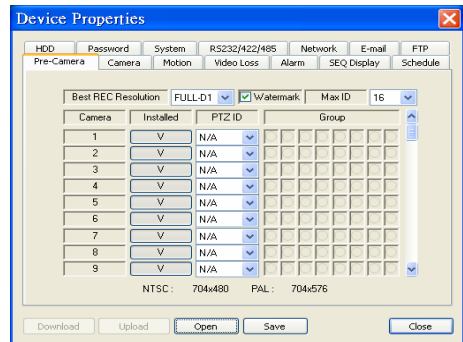 Device Properties
HDD Password System RS232/422/485 Network E-mail FTP
Pre-Camera Camera Motion Video Loss Alarm SEQ Display Schedule
Best REC Resolution FULL-D1 Watermark Max ID 16
Camera Installed PTZ ID Group
1 V N/A
2 V N/A
3 V N/A
4 V N/A
5 V N/A
6 V N/A
7 V N/A
8 V N/A
9 V N/A
NTSC : 704x480 PAL : 704x576
Download Upload Open Save Close